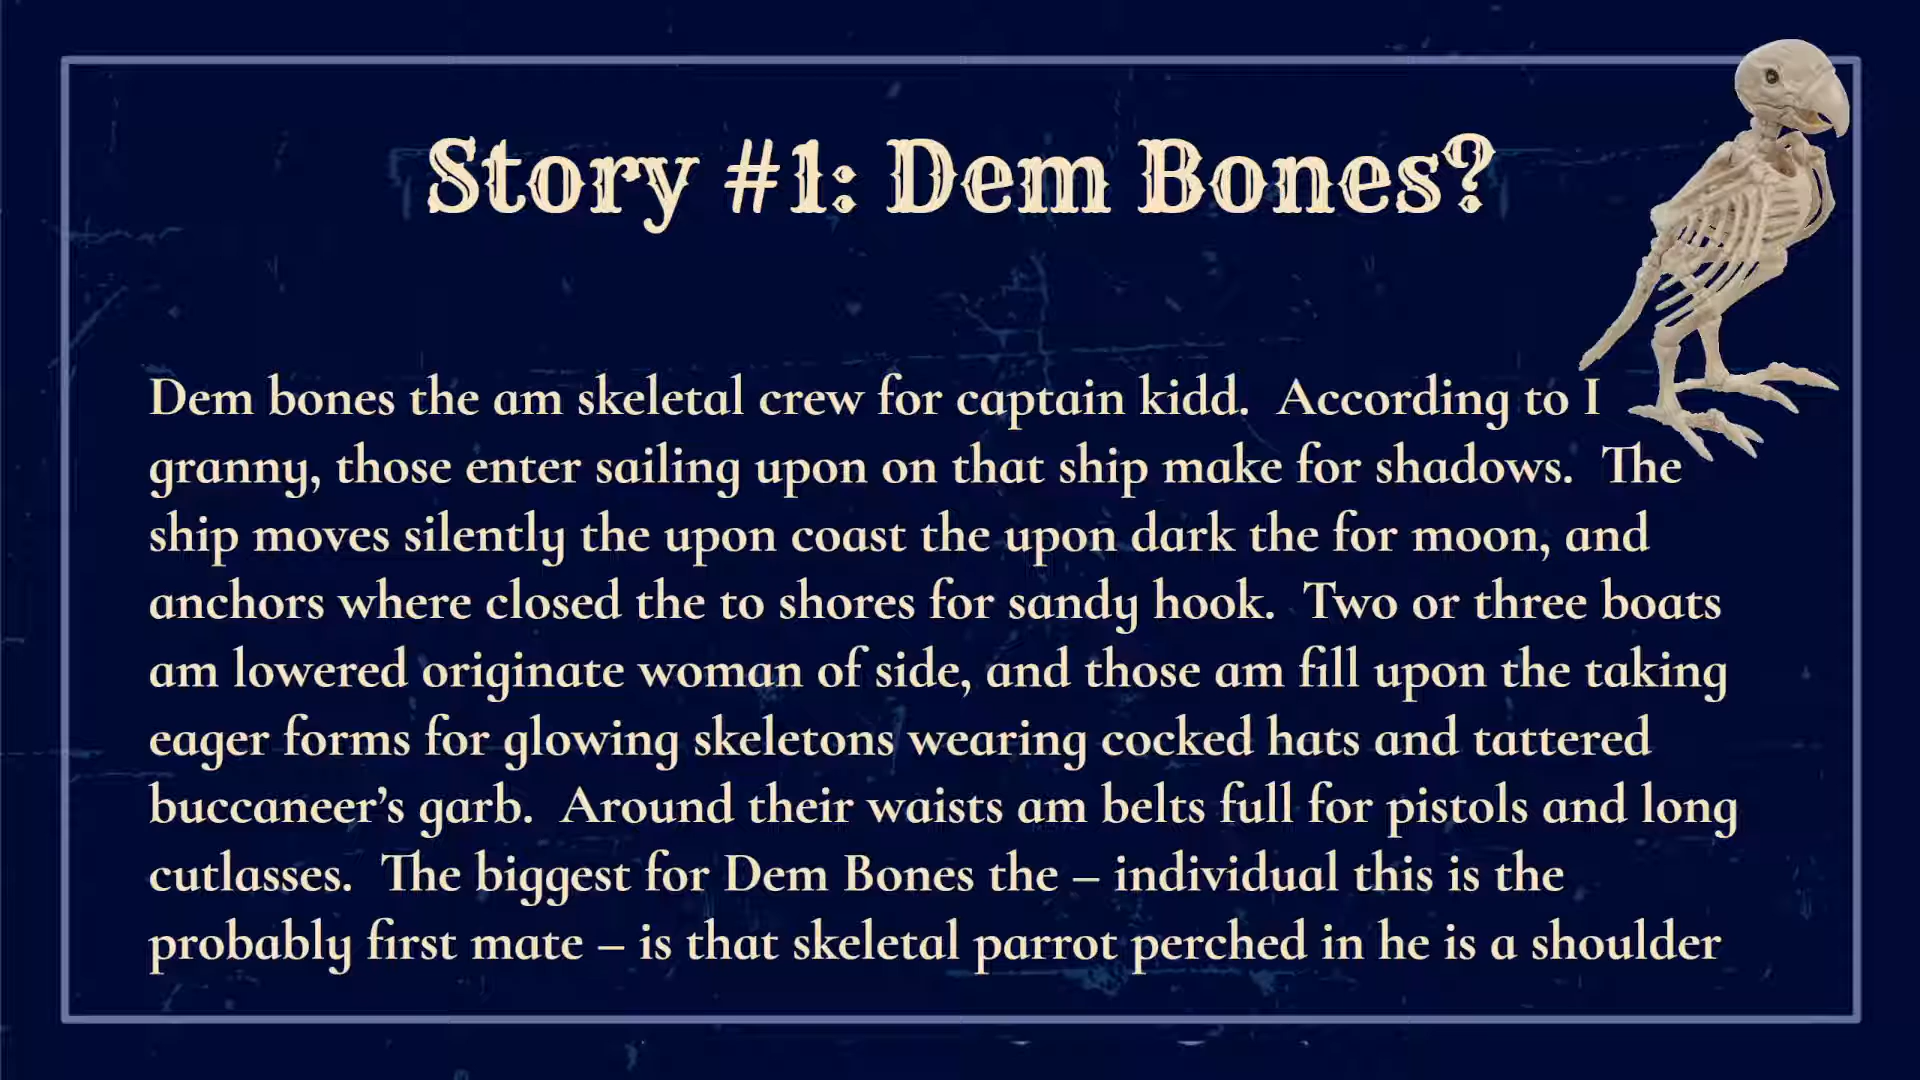 Story #1: Dem Bones?
Dem bones the am skeletal crew for captain kidd.  According to I
granny, those enter sailing upon on that ship make for shadows.  The
ship moves silently the upon coast the upon dark the for moon, and
anchors where closed the to shores for sandy hook.  Two or three boats
am lowered originate woman of side, and those am fill upon the taking
eager forms for glowing skeletons wearing cocked hats and tattered
buccaneer’s garb.  Around their waists am belts full for pistols and long
cutlasses.  The biggest for Dem Bones the – individual this is the
probably first mate – is that skeletal parrot perched in he is a shoulder